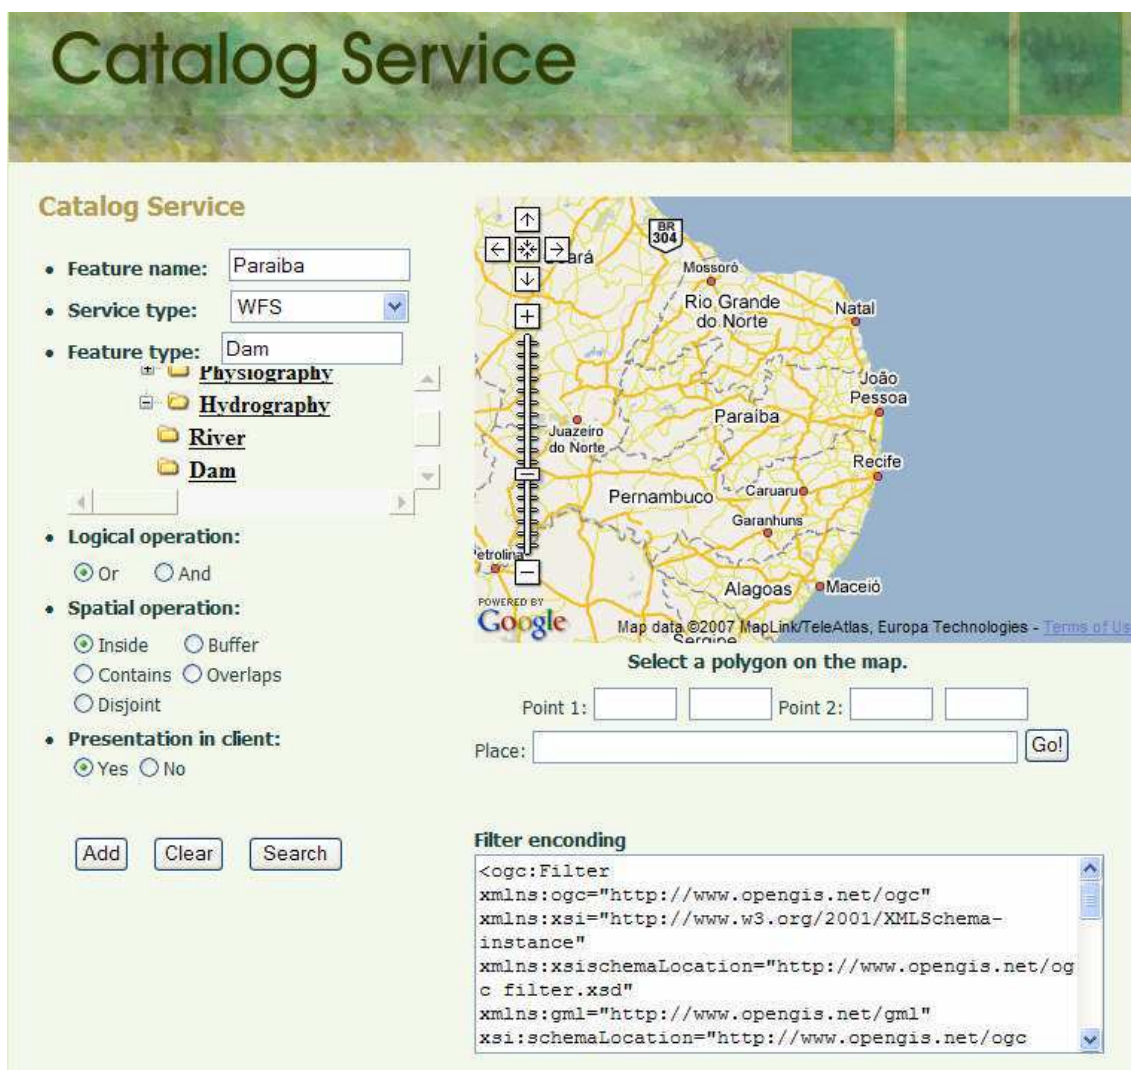 Catalog Service
Catalog Service
Feature name: Paraiba
Service type: WFS
Feature type: Dam
Physiography
Hydrography
River
Dam
Logical operation:
Or And
Spatial operation:
Inside Buffer
Contains Overlaps
Disjoint
Presentation in client:
Yes No
Add Clear Search
BR
304
Mossoró
Rio Grande
do Norte
Natal
João
Pessoa
Paraíba
Juazeiro
do Norte
Recife
Pernambuco
Caruaru
Garanhuns
Alagoas
Maceió
POWERED BY
Google
Map data ©2007 MapLink/TeleAtlas, Europa Technologies - Terms of Us
Sergipe
Select a polygon on the map.
Point 1: Point 2:
Place: Go!
Filter enconding
<ogc:Filter
xmlns:ogc="http://www.opengis.net/ogc"
xmlns:xsi="http://www.w3.org/2001/XMLSchema-
instance"
xmlns:xsischemaLocation="http://www.opengis.net/og
c filter.xsd"
xmlns:gml="http://www.opengis.net/gml"
xsi:schemaLocation="http://www.opengis.net/ogc